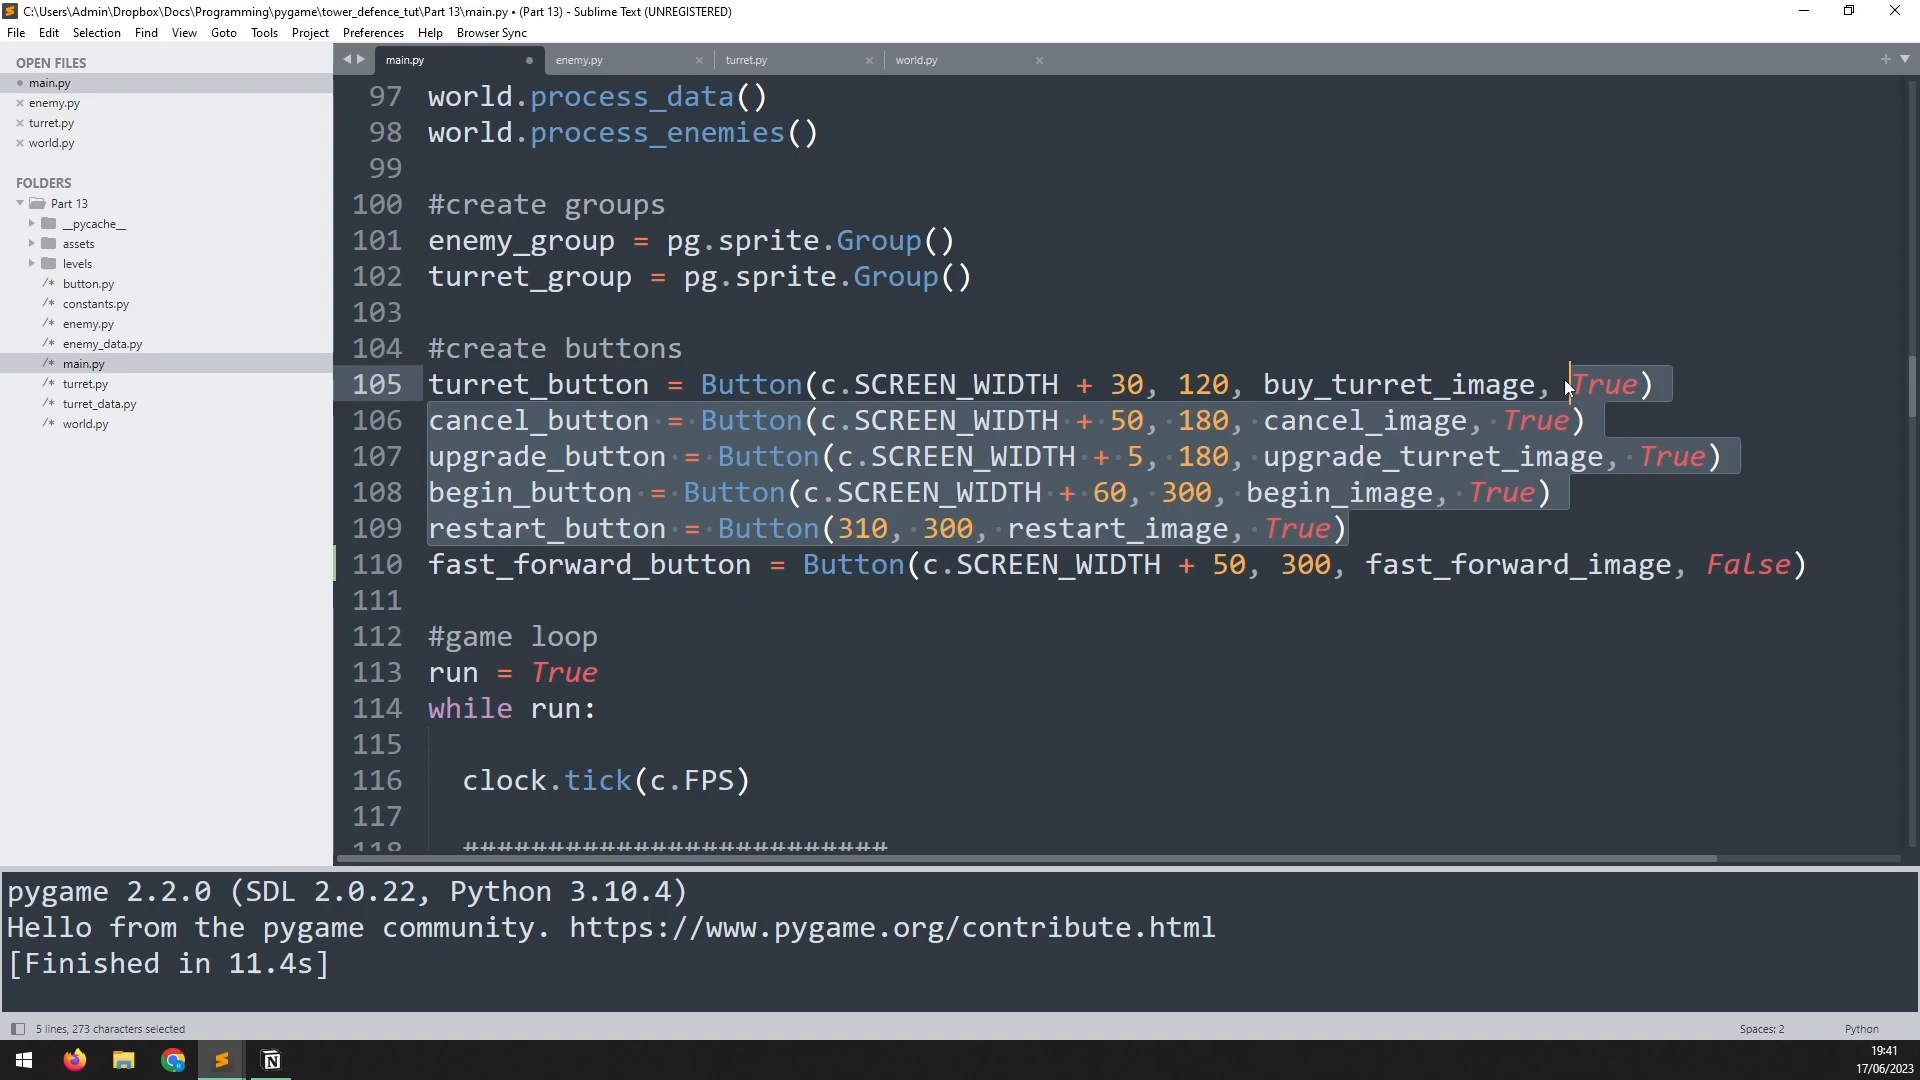 C:\Users\Admin\Dropbox\Docs\Programming\pygame\tower_defence_tut\Part 13\main.py • (Part 13) - Sublime Text (UNREGISTERED)
File Edit Selection Find View Goto Tools Project Preferences Help Browser Sync
OPEN FILES
main.py
enemy.py
turret.py
world.py
FOLDERS
Part 13
__pycache__
assets
levels
/* button.py
/* constants.py
/* enemy.py
/* enemy_data.py
/* main.py
/* turret.py
/* turret_data.py
/* world.py
main.py enemy.py turret.py world.py
97 world.process_data()
98 world.process_enemies()
99
100 #create groups
101 enemy_group = pg.sprite.Group()
102 turret_group = pg.sprite.Group()
103
104 #create buttons
105 turret_button = Button(c.SCREEN_WIDTH + 30, 120, buy_turret_image, True)
106 cancel_button = Button(c.SCREEN_WIDTH + 50, 180, cancel_image, True)
107 upgrade_button = Button(c.SCREEN_WIDTH + 5, 180, upgrade_turret_image, True)
108 begin_button = Button(c.SCREEN_WIDTH + 60, 300, begin_image, True)
109 restart_button = Button(310, 300, restart_image, True)
110 fast_forward_button = Button(c.SCREEN_WIDTH + 50, 300, fast_forward_image, False)
111
112 #game loop
113 run = True
114 while run:
115
116 clock.tick(c.FPS)
117
118 #########################
pygame 2.2.0 (SDL 2.0.22, Python 3.10.4)
Hello from the pygame community. https://www.pygame.org/contribute.html
[Finished in 11.4s]
5 lines, 273 characters selected
Spaces: 2
Python
19:41
17/06/2023